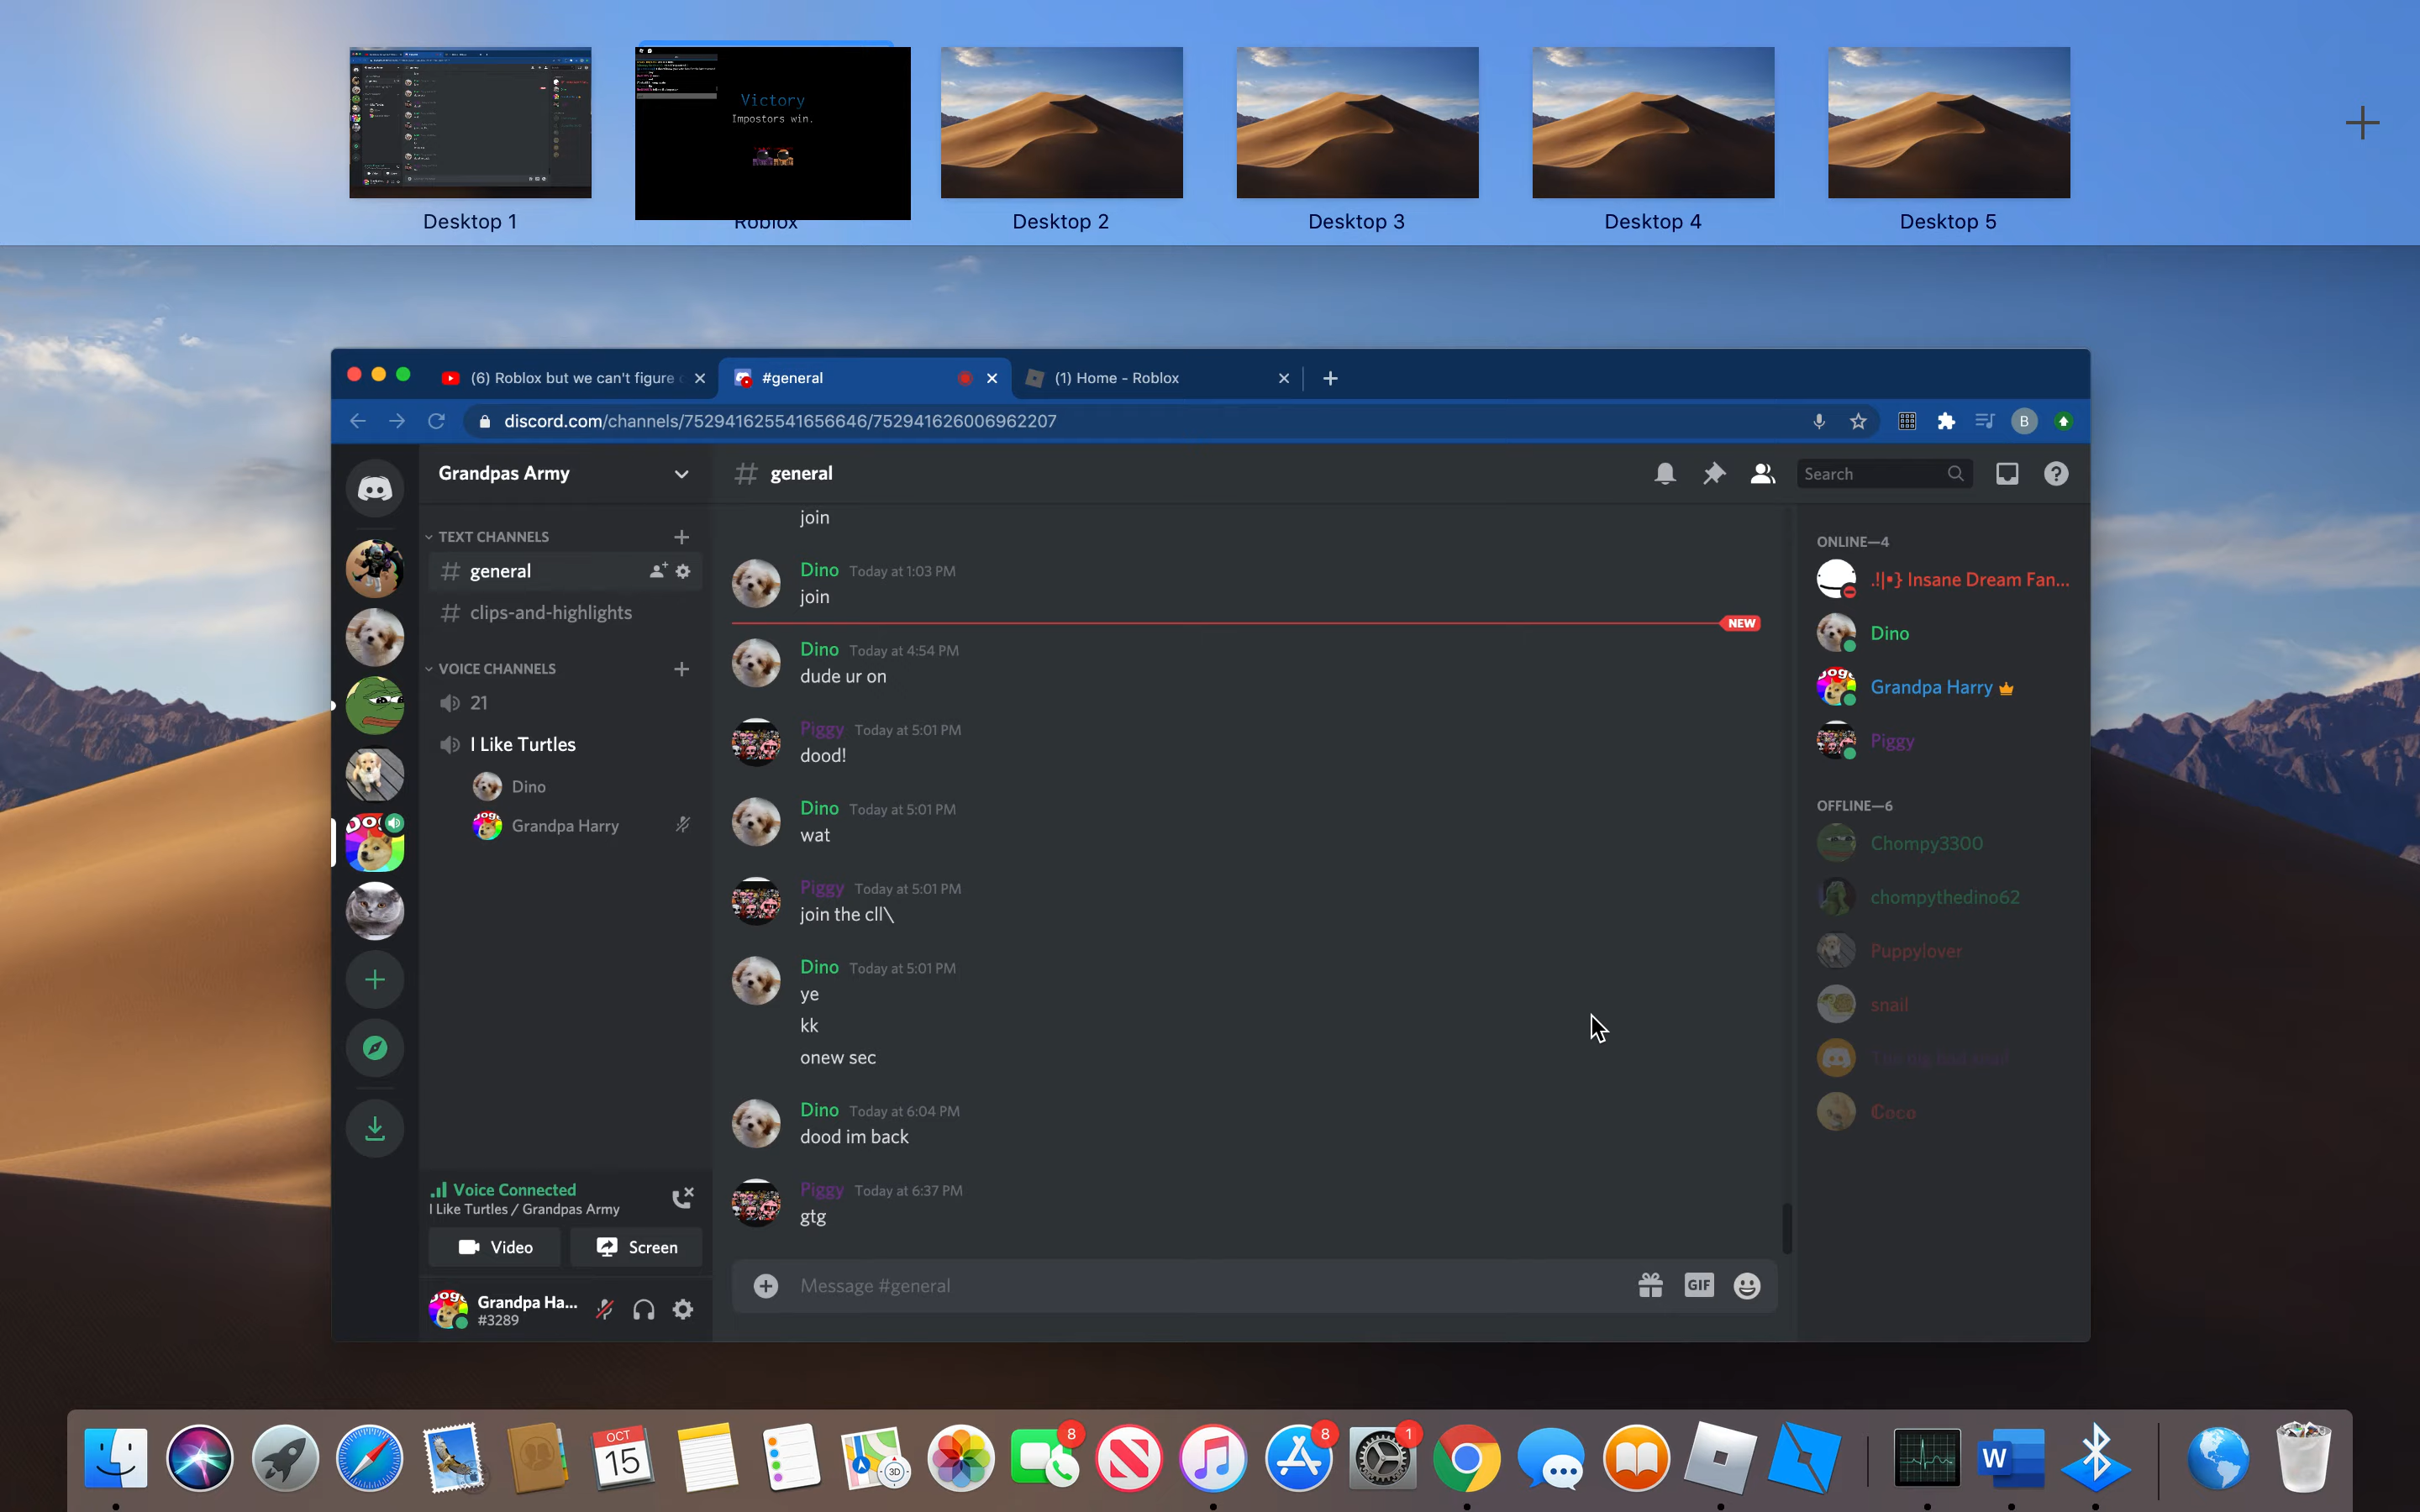 Victory
Impostors win.
Desktop 1
Roblox
Desktop 2
Desktop 3
Desktop 4
Desktop 5
(6) Roblox but we can't figure
#general
(1) Home - Roblox
discord.com/channels/752941625541656646/752941626006962207
B
Grandpas Army
general
Search
TEXT CHANNELS
general
clips-and-highlights
VOICE CHANNELS
21
I Like Turtles
Dino
Grandpa Harry
Voice Connected
I Like Turtles / Grandpas Army
Video
Screen
Grandpa Ha...
#3289
join
Dino Today at 1:03 PM
join
NEW
Dino Today at 4:54 PM
dude ur on
Piggy Today at 5:01 PM
dood!
Dino Today at 5:01 PM
wat
Piggy Today at 5:01 PM
join the cll\
Dino Today at 5:01 PM
ye
kk
onew sec
Dino Today at 6:04 PM
dood im back
Piggy Today at 6:37 PM
gtg
Message #general
GIF
ONLINE—4
.!|•} Insane Dream Fan...
Dino
Grandpa Harry
Piggy
OFFLINE—6
Chompy3300
chompythedino62
Puppylover
snail
Coco
OCT
15
3D
8
8
1
W